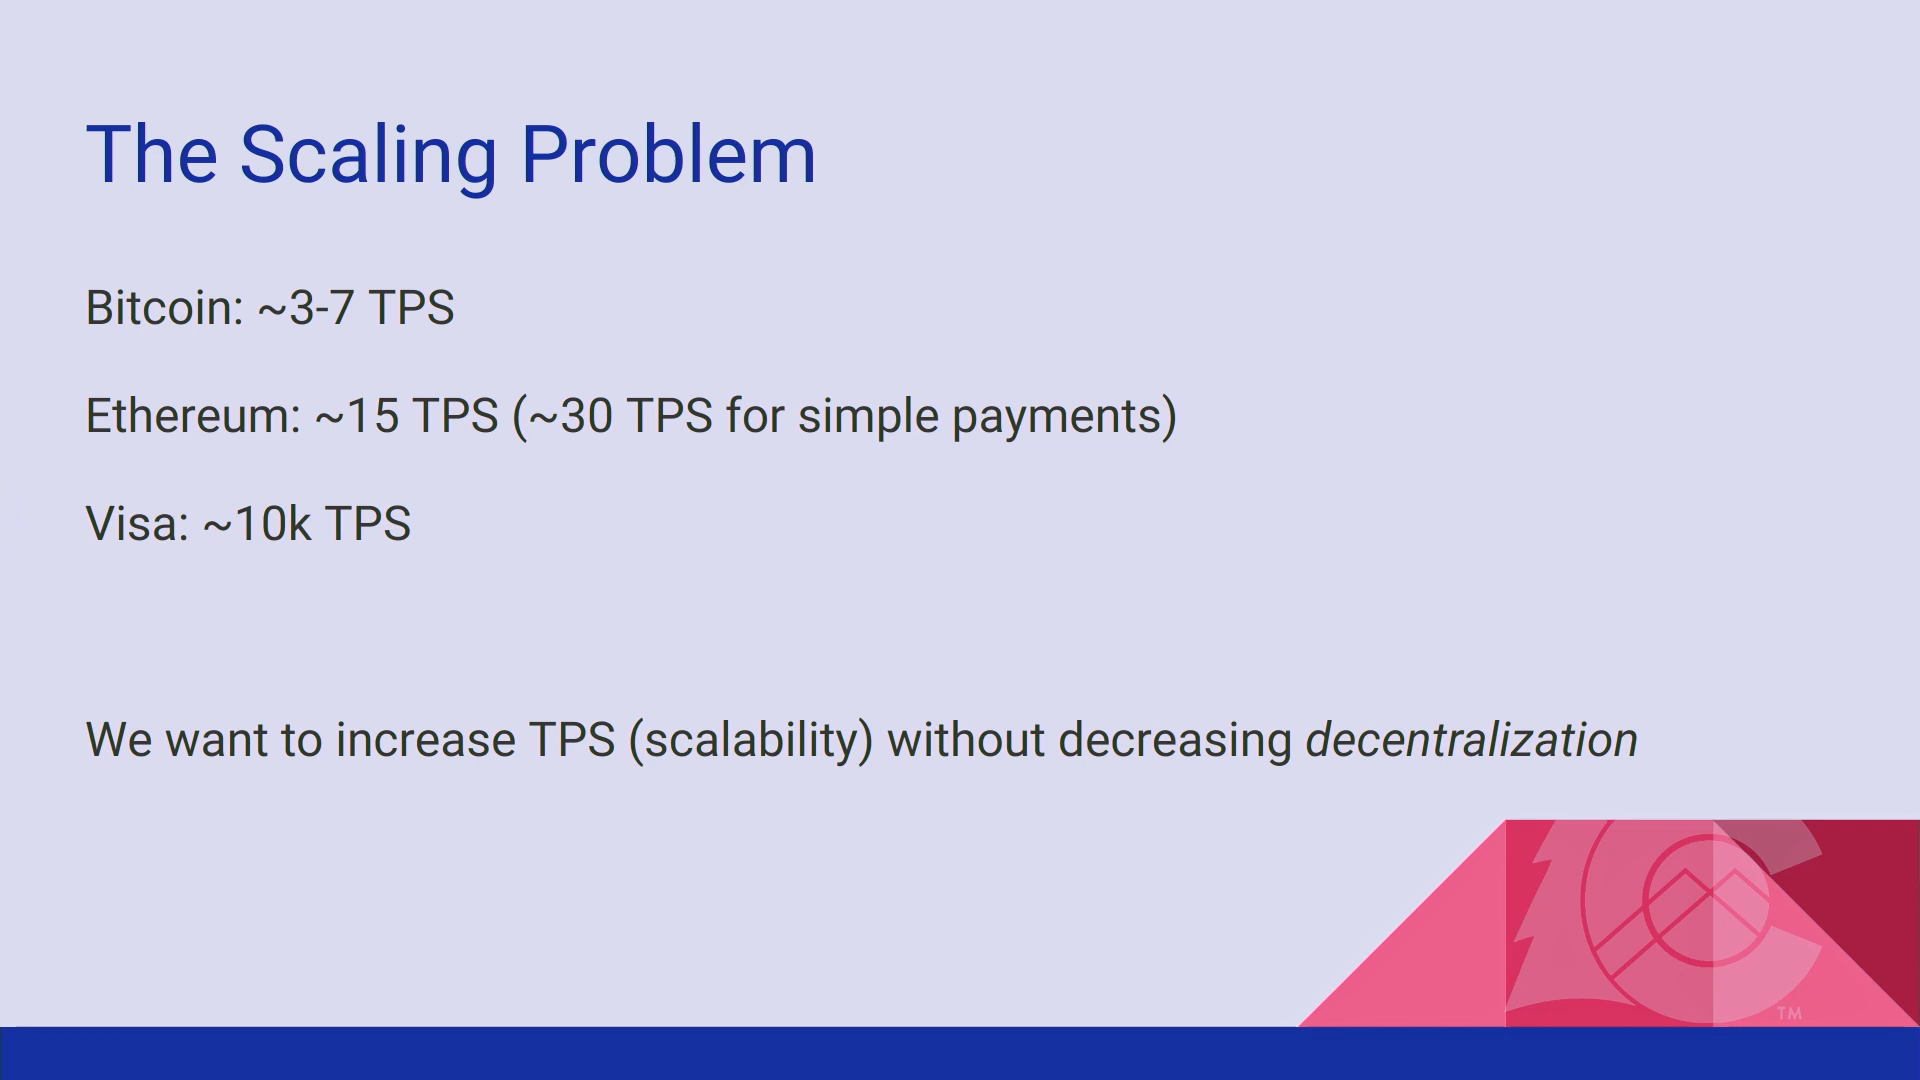 The Scaling Problem
Bitcoin: ~3-7 TPS
Ethereum: ~15 TPS (~30 TPS for simple payments)
Visa: ~10k TPS
We want to increase TPS (scalability) without decreasing decentralization
TM